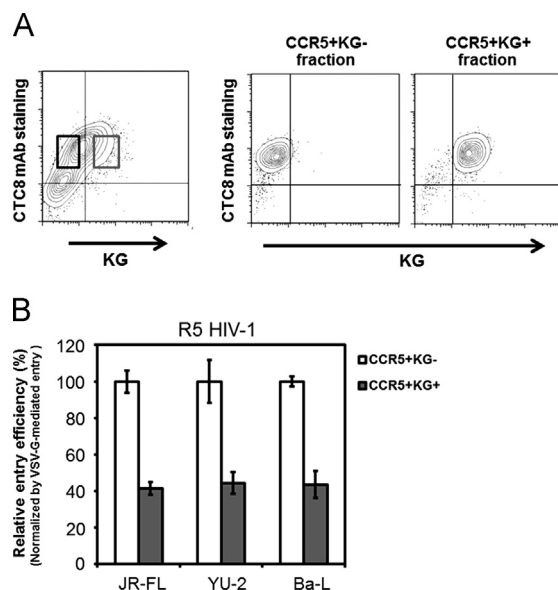 A
CCR5+KG-
fraction
CCR5+KG+
fraction
CTC8 mAb staining
KG
CTC8 mAb staining
KG
B
R5 HIV-1
Relative entry efficiency (%)
(Normalized by VSV-G-mediated entry)
120
100
80
60
40
20
0
CCR5+KG-
CCR5+KG+
JR-FL YU-2 Ba-L